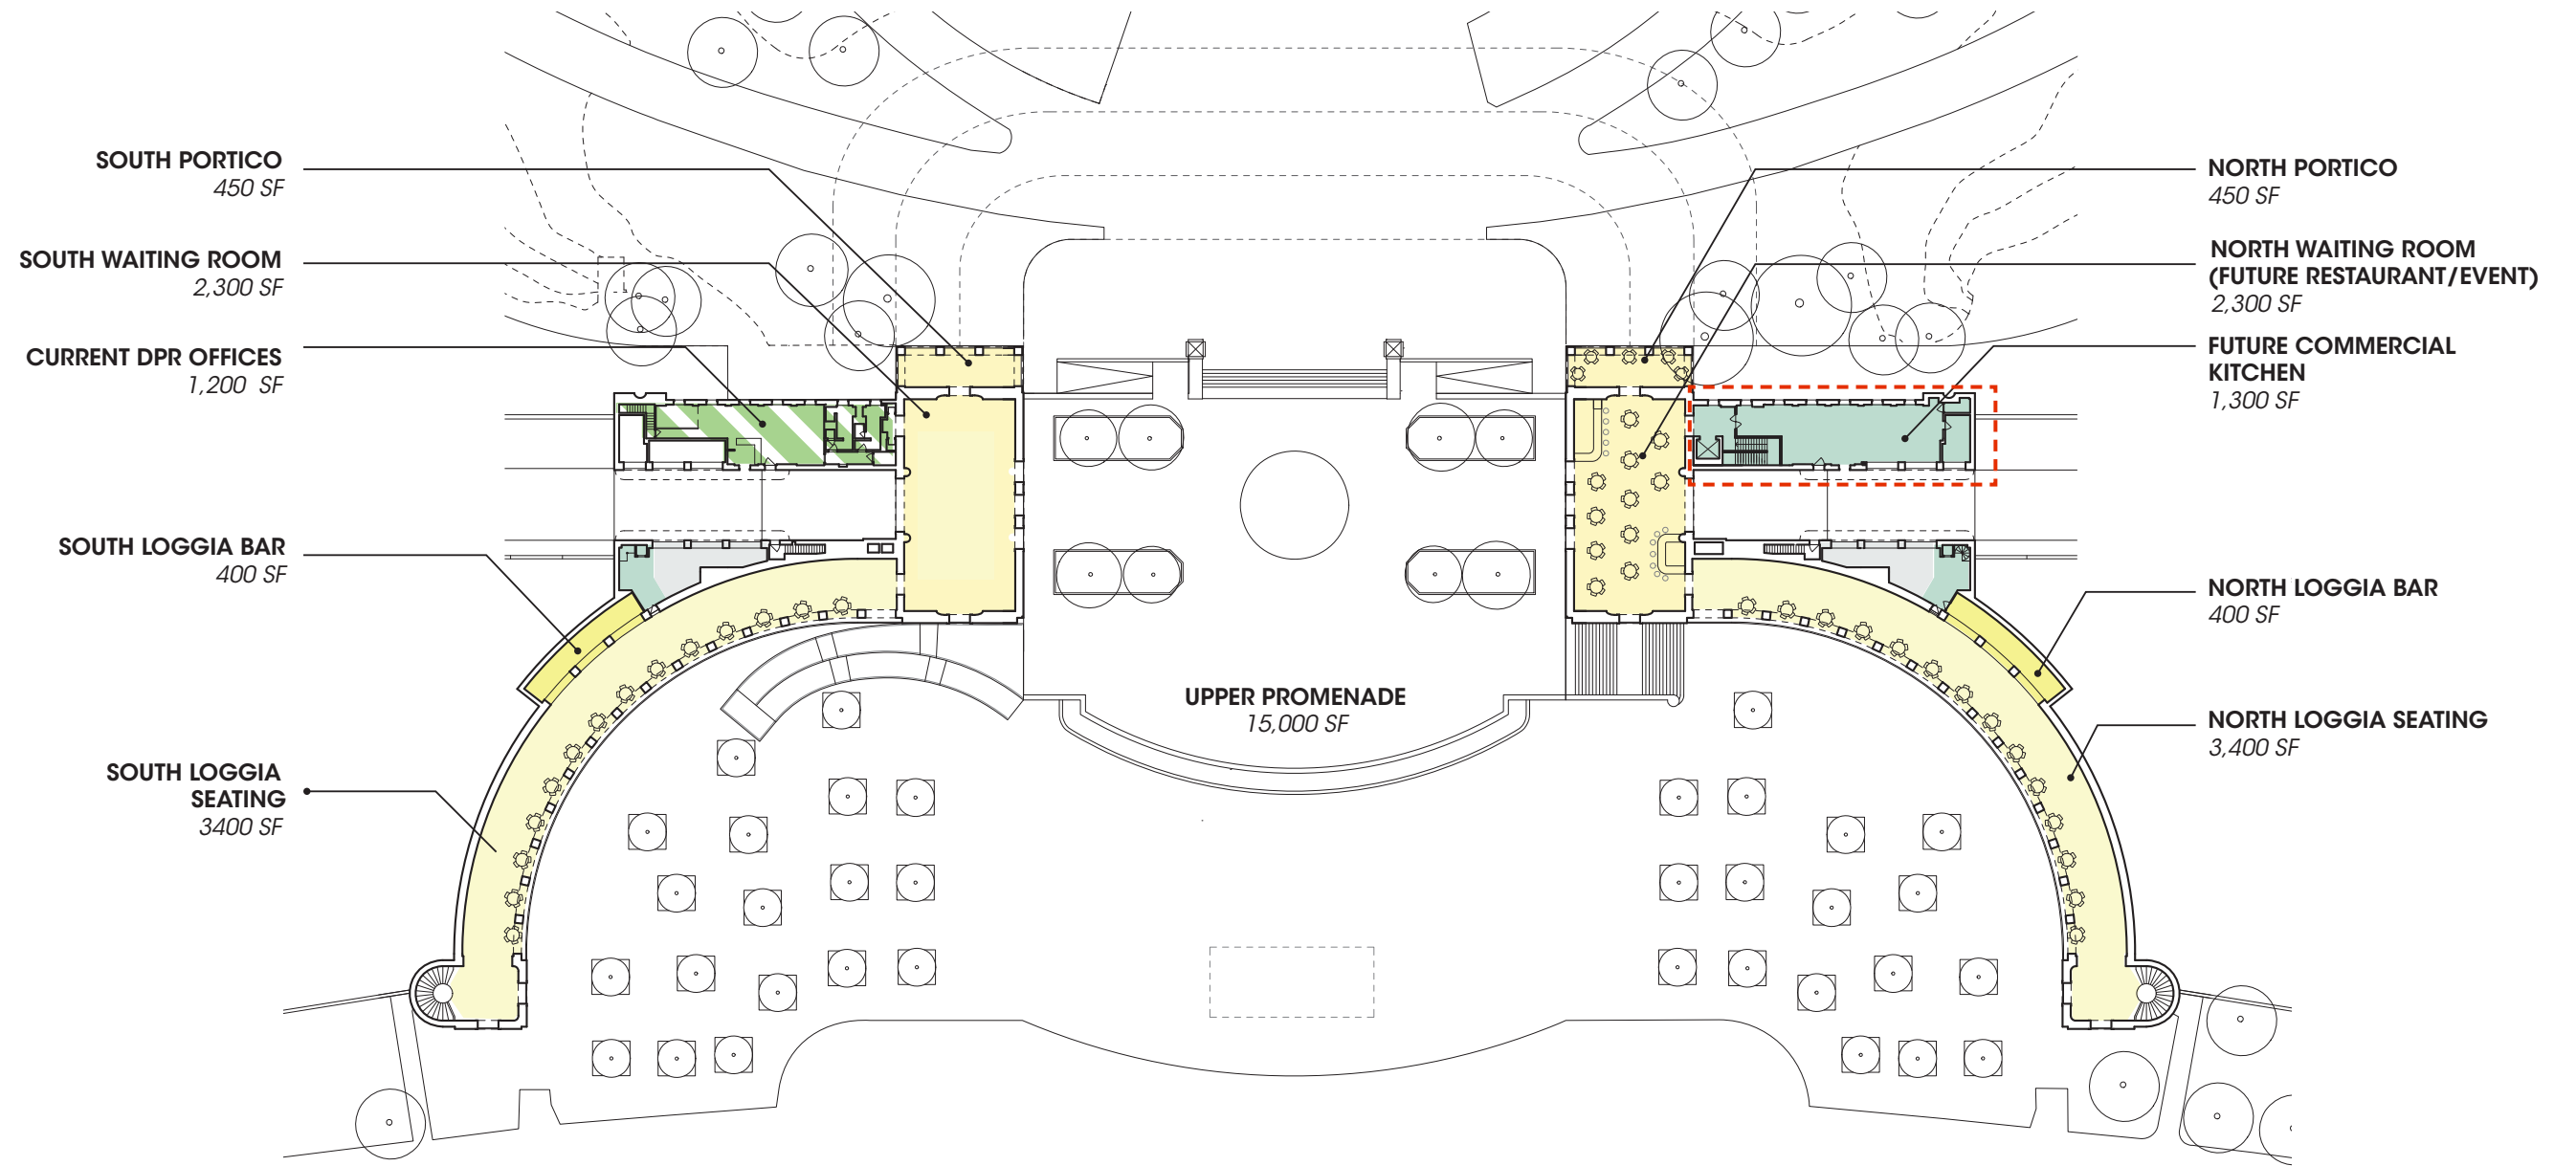 SOUTH PORTICO
450 SF
SOUTH WAITING ROOM
2,300 SF
CURRENT DPR OFFICES
1,200 SF
SOUTH LOGGIA BAR
400 SF
SOUTH LOGGIA
SEATING
3400 SF
UPPER PROMENADE
15,000 SF
NORTH PORTICO
450 SF
NORTH WAITING ROOM
(FUTURE RESTAURANT/EVENT)
2,300 SF
FUTURE COMMERCIAL
KITCHEN
1,300 SF
NORTH LOGGIA BAR
400 SF
NORTH LOGGIA SEATING
3,400 SF